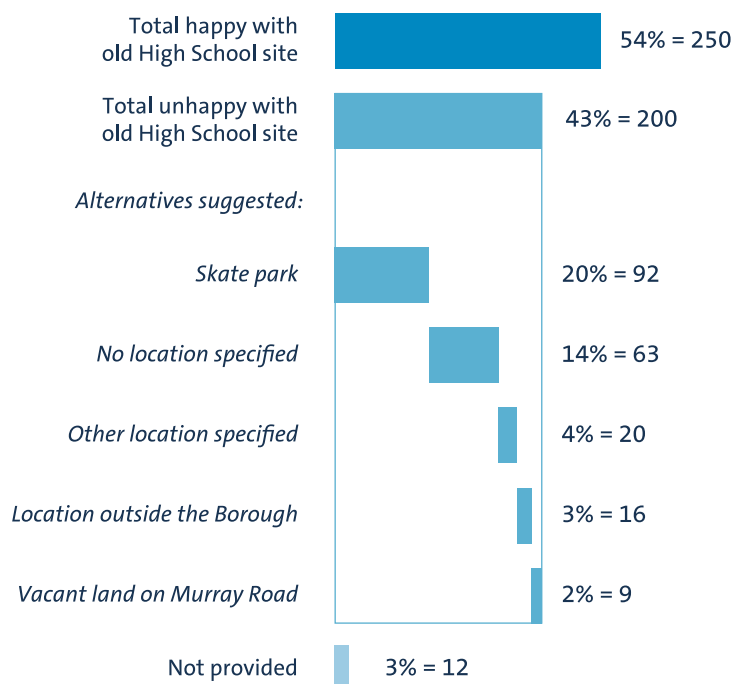 Total happy with
old High School site
54% = 250
Total unhappy with
old High School site
43% = 200
Alternatives suggested:
Skate park
20% = 92
No location specified
14% = 63
Other location specified
4% = 20
Location outside the Borough
3% = 16
Vacant land on Murray Road
2% = 9
Not provided
3% = 12